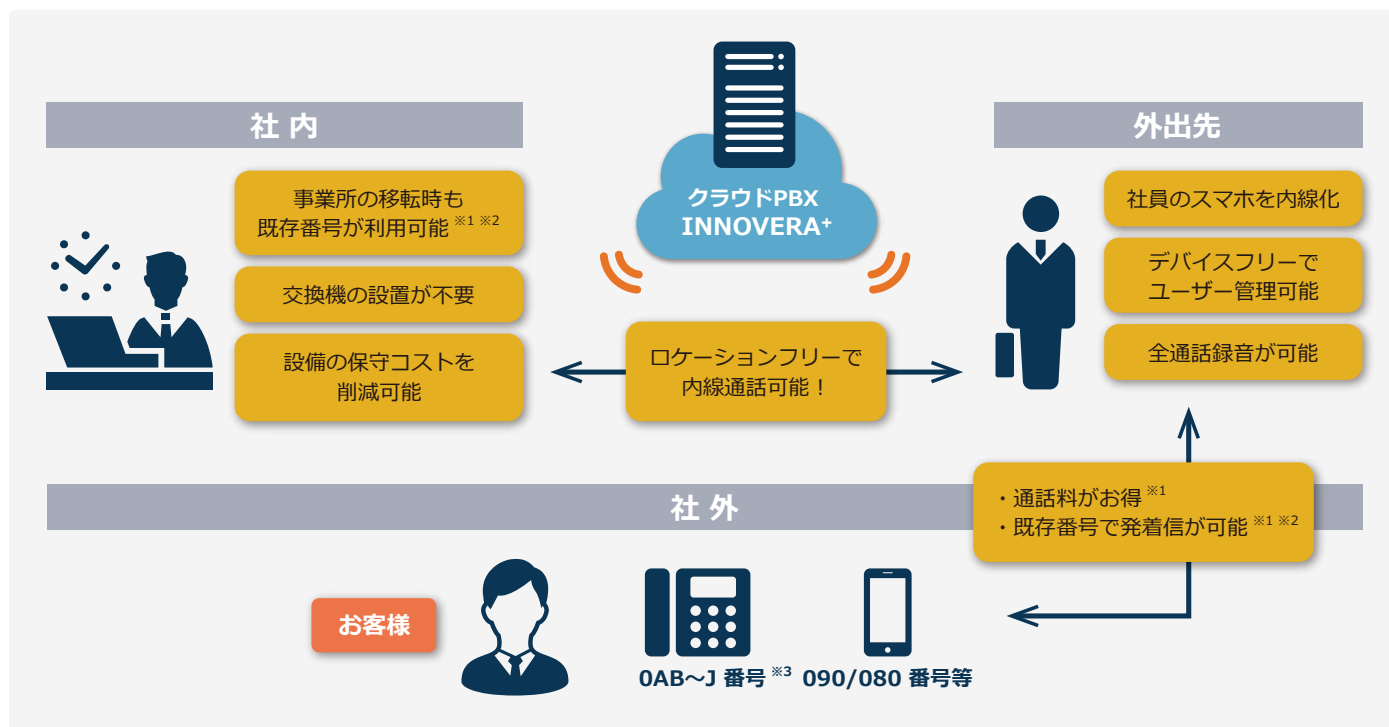 社 内
事業所の移転時も
既存番号が利用可能 ※1 ※2
交換機の設置が不要
設備の保守コストを
削減可能
クラウドPBX
INNOVERA⁺
ロケーションフリーで
内線通話可能！
外出先
社員のスマホを内線化
デバイスフリーで
ユーザー管理可能
全通話録音が可能
社 外
・通話料がお得 ※1
・既存番号で発着信が可能 ※1 ※2
お客様
0AB〜J 番号 ※3
090/080 番号等